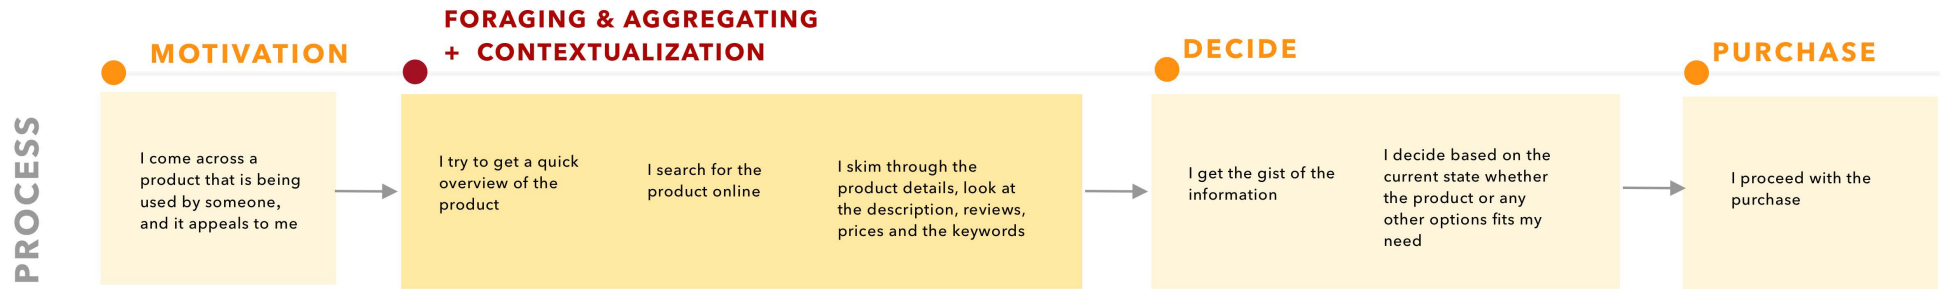 MOTIVATION
FORAGING & AGGREGATING
+ CONTEXTUALIZATION
DECIDE
PURCHASE
PROCESS
I come across a
product that is being
used by someone,
and it appeals to me
I try to get a quick
overview of the
product
I search for the
product online
I skim through the
product details, look at
the description, reviews,
prices and the keywords
I get the gist of the
information
I decide based on the
current state whether
the product or any
other options fits my
need
I proceed with the
purchase